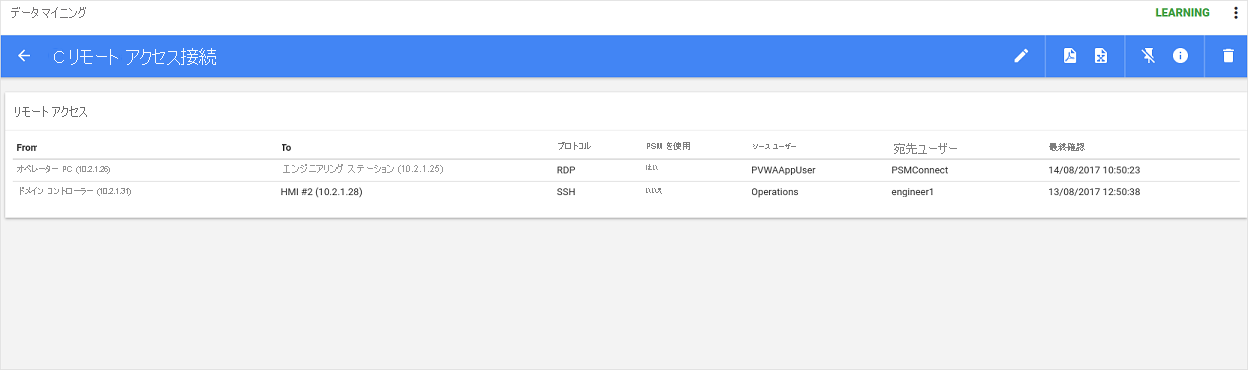 データ マイニング LEARNING
C リモート アクセス接続
リモート アクセス
From To プロトコル PSM を使用 ソース ユーザー 宛先ユーザー 最終確認
オペレーター PC (10.2.1.26) エンジニアリング ステーション (10.2.1.25) RDP はい PVWAAppUser PSMConnect 14/08/2017 10:50:23
ドメイン コントローラー (10.2.1.31) HMI #2 (10.2.1.28) SSH いいえ Operations engineer1 13/08/2017 12:50:38